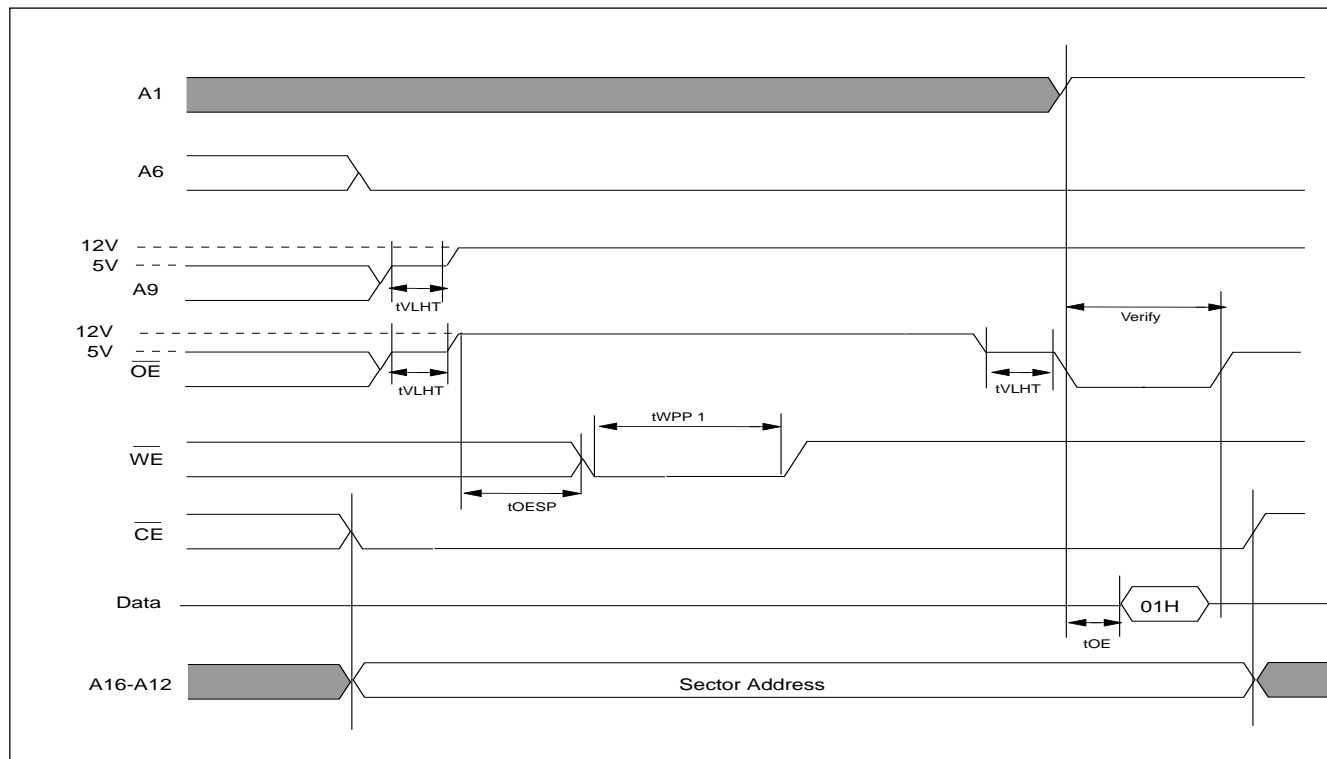 A1
A6
12V
5V
A9
tVLHT
Verify
12V
5V
OE
tVLHT
tVLHT
tWPP 1
WE
tOESP
CE
Data
01H
tOE
A16-A12
Sector Address